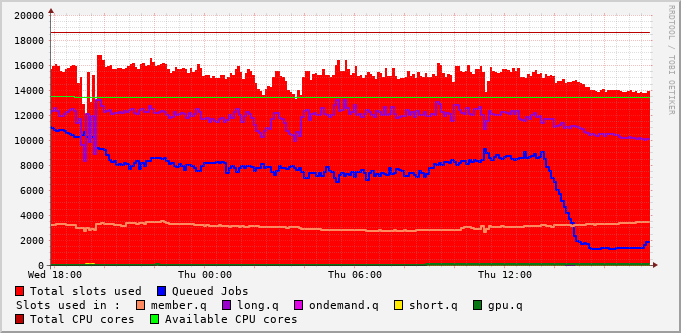 20000
18000
16000
14000
12000
10000
8000
6000
4000
2000
0
Wed 18:00 Thu 00:00 Thu 06:00 Thu 12:00
Total slots used Queued Jobs
Slots used in : member.q long.q ondemand.q short.q gpu.q
Total CPU cores Available CPU cores
RRDTOOL / TOBI OETIKER